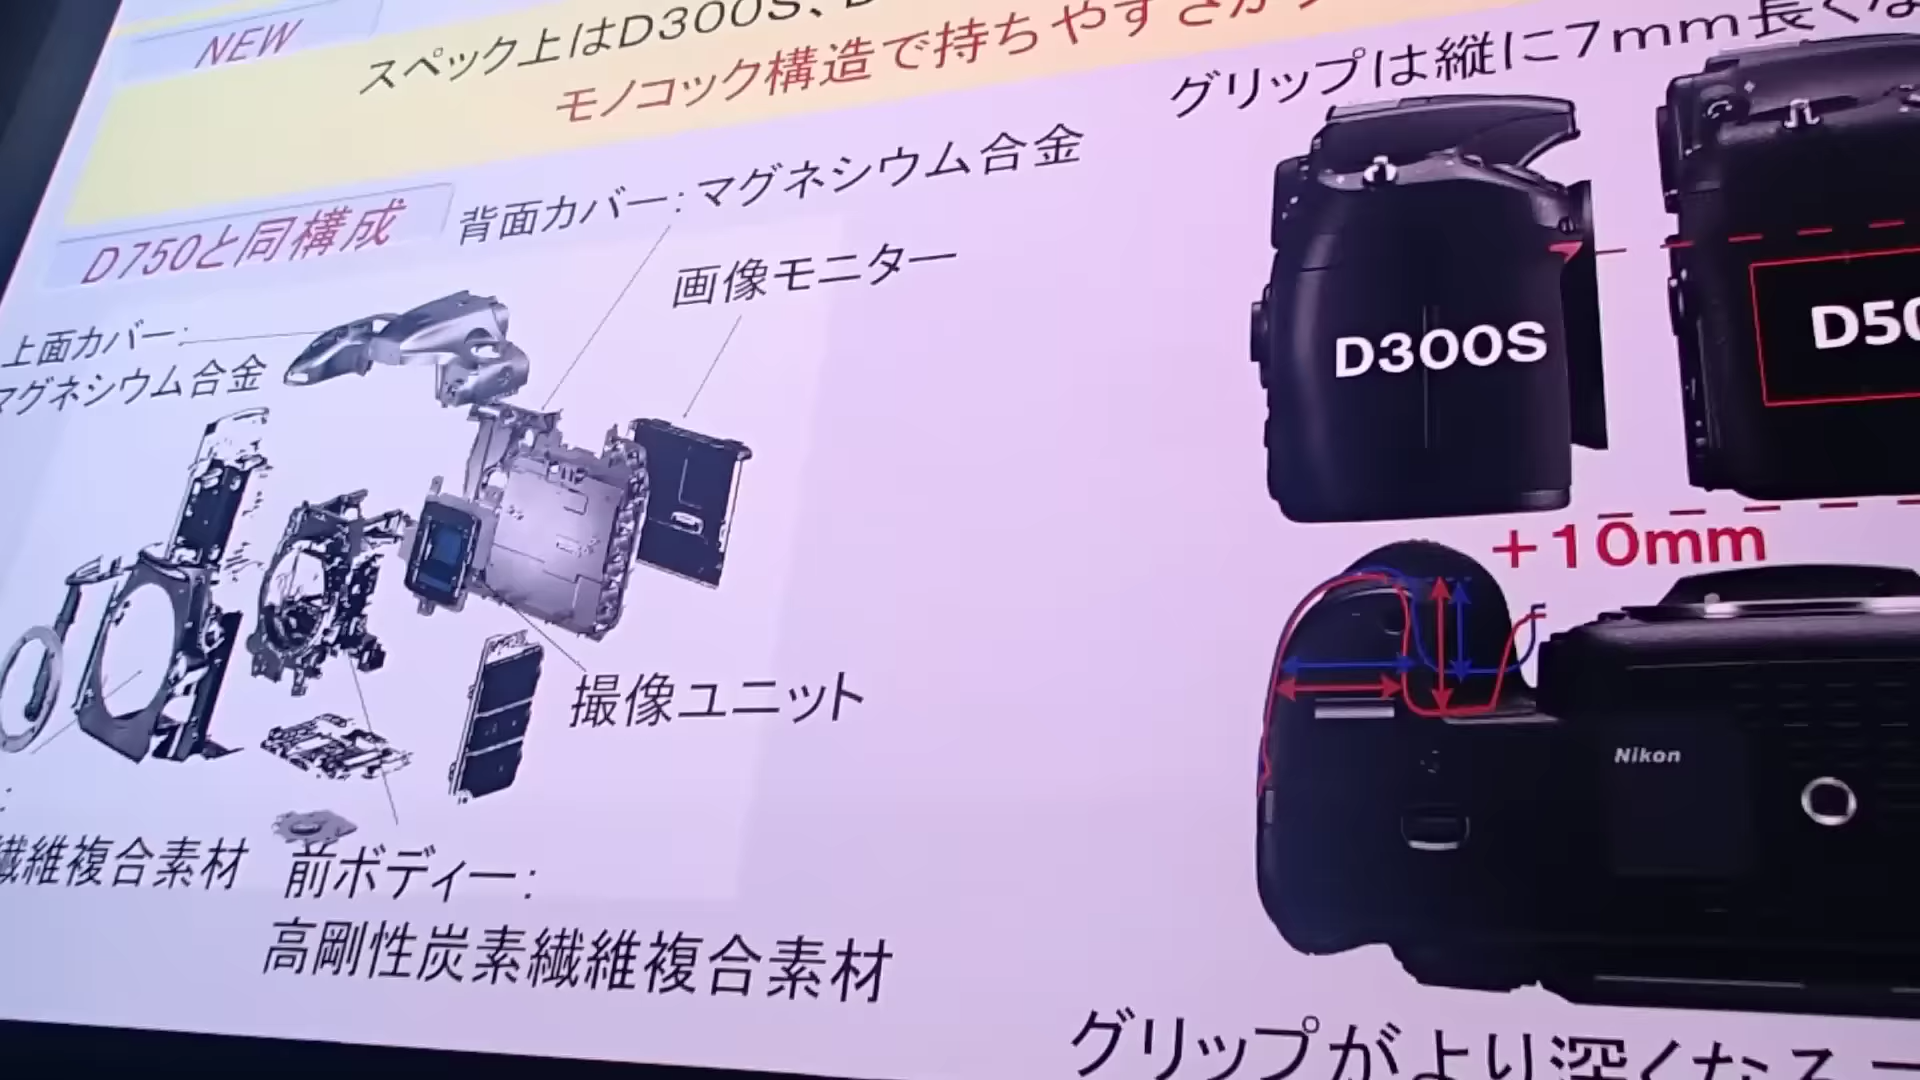 NEW
スペック上はD300S、
モノコック構造で持ちやすさが
グリップは縦に7mm長くな
D750と同構成
背面カバー：マグネシウム合金
画像モニター
上面カバー：
マグネシウム合金
D300S
D50
+10mm
撮像ユニット
Nikon
繊維複合素材
前ボディー：
高剛性炭素繊維複合素材
グリップがより深くなる